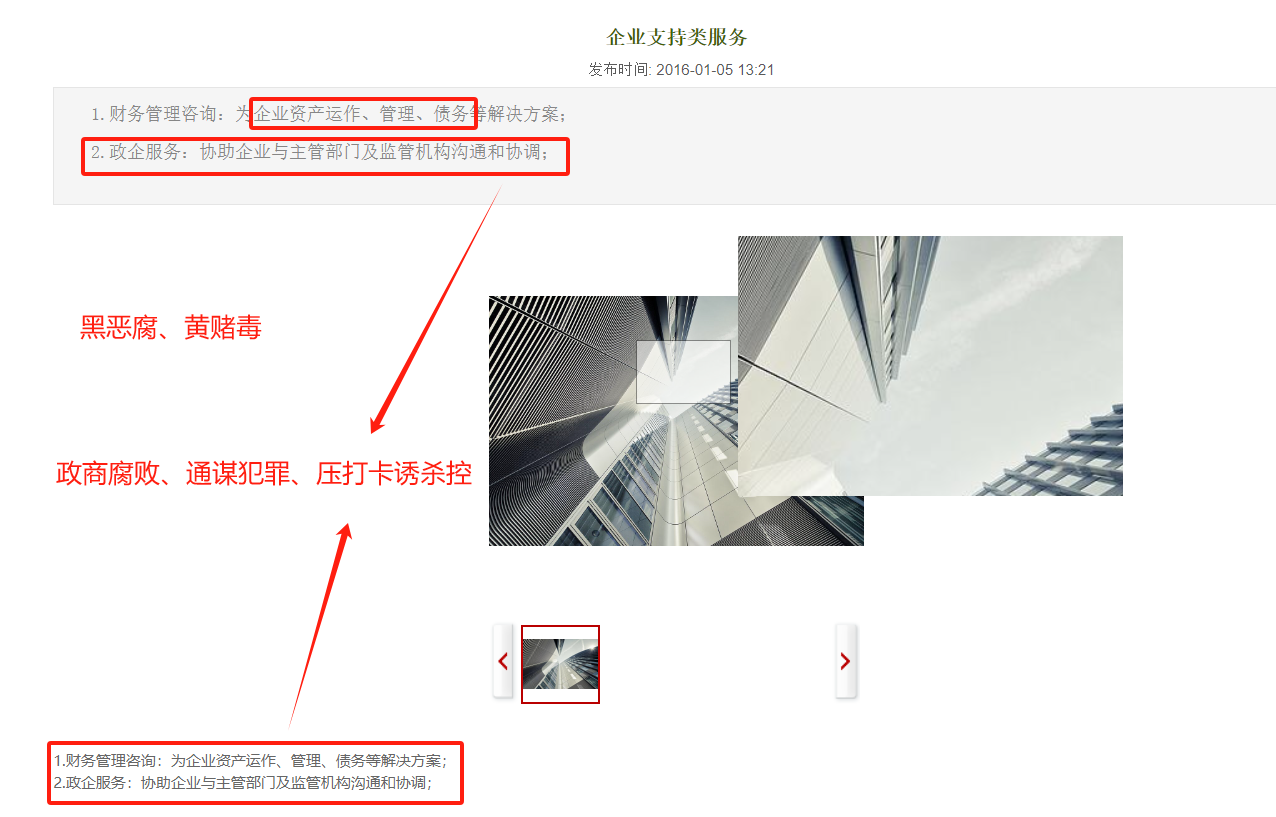 企业支持类服务
发布时间: 2016-01-05 13:21
1. 财务管理咨询：为企业资产运作、管理、债务等解决方案；
2. 政企服务：协助企业与主管部门及监管机构沟通和协调；
黑恶腐、黄赌毒
政商腐败、通谋犯罪、压打卡诱杀控
1.财务管理咨询：为企业资产运作、管理、债务等解决方案；
2.政企服务：协助企业与主管部门及监管机构沟通和协调；